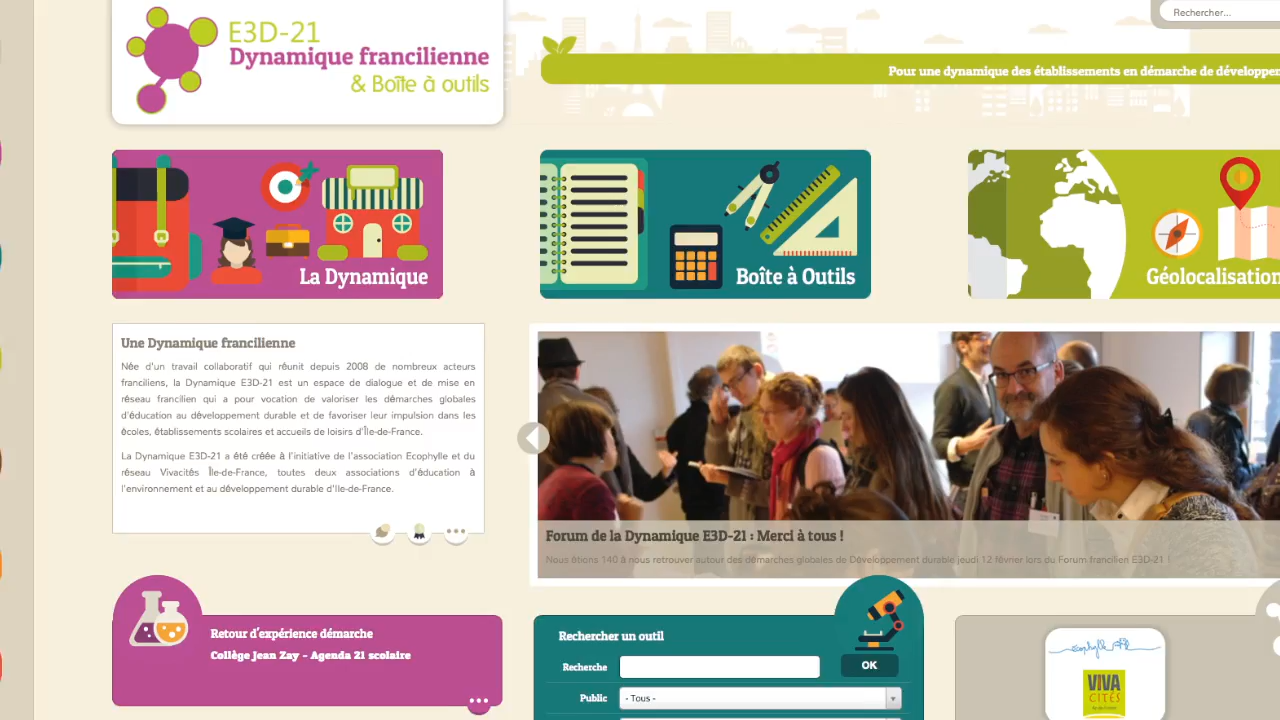 Rechercher...
E3D-21
Dynamique francilienne
& Boîte à outils
Pour une dynamique des établissements en démarche de développe
La Dynamique
Boîte à Outils
Géolocalisation
Une Dynamique francilienne
Née d'un travail collaboratif qui réunit depuis 2008 de nombreux acteurs
franciliens, la Dynamique E3D-21 est un espace de dialogue et de mise en
réseau francilien qui a pour vocation de valoriser les démarches globales
d'éducation au développement durable et de favoriser leur impulsion dans les
écoles, établissements scolaires et accueils de loisirs d'Île-de-France.
La Dynamique E3D-21 a été créée à l'initiative de l'association Ecophylle et du
réseau Vivacités Île-de-France, toutes deux associations d'éducation à
l'environnement et au développement durable d'Ile-de-France.
Forum de la Dynamique E3D-21 : Merci à tous !
Nous étions 140 à nous retrouver autour des démarches globales de Développement durable jeudi 12 février lors du Forum francilien E3D-21 !
Retour d'expérience démarche
Collège Jean Zay - Agenda 21 scolaire
Rechercher un outil
Recherche
OK
Public
- Tous -
ecophylle
VIVA
CITÉS